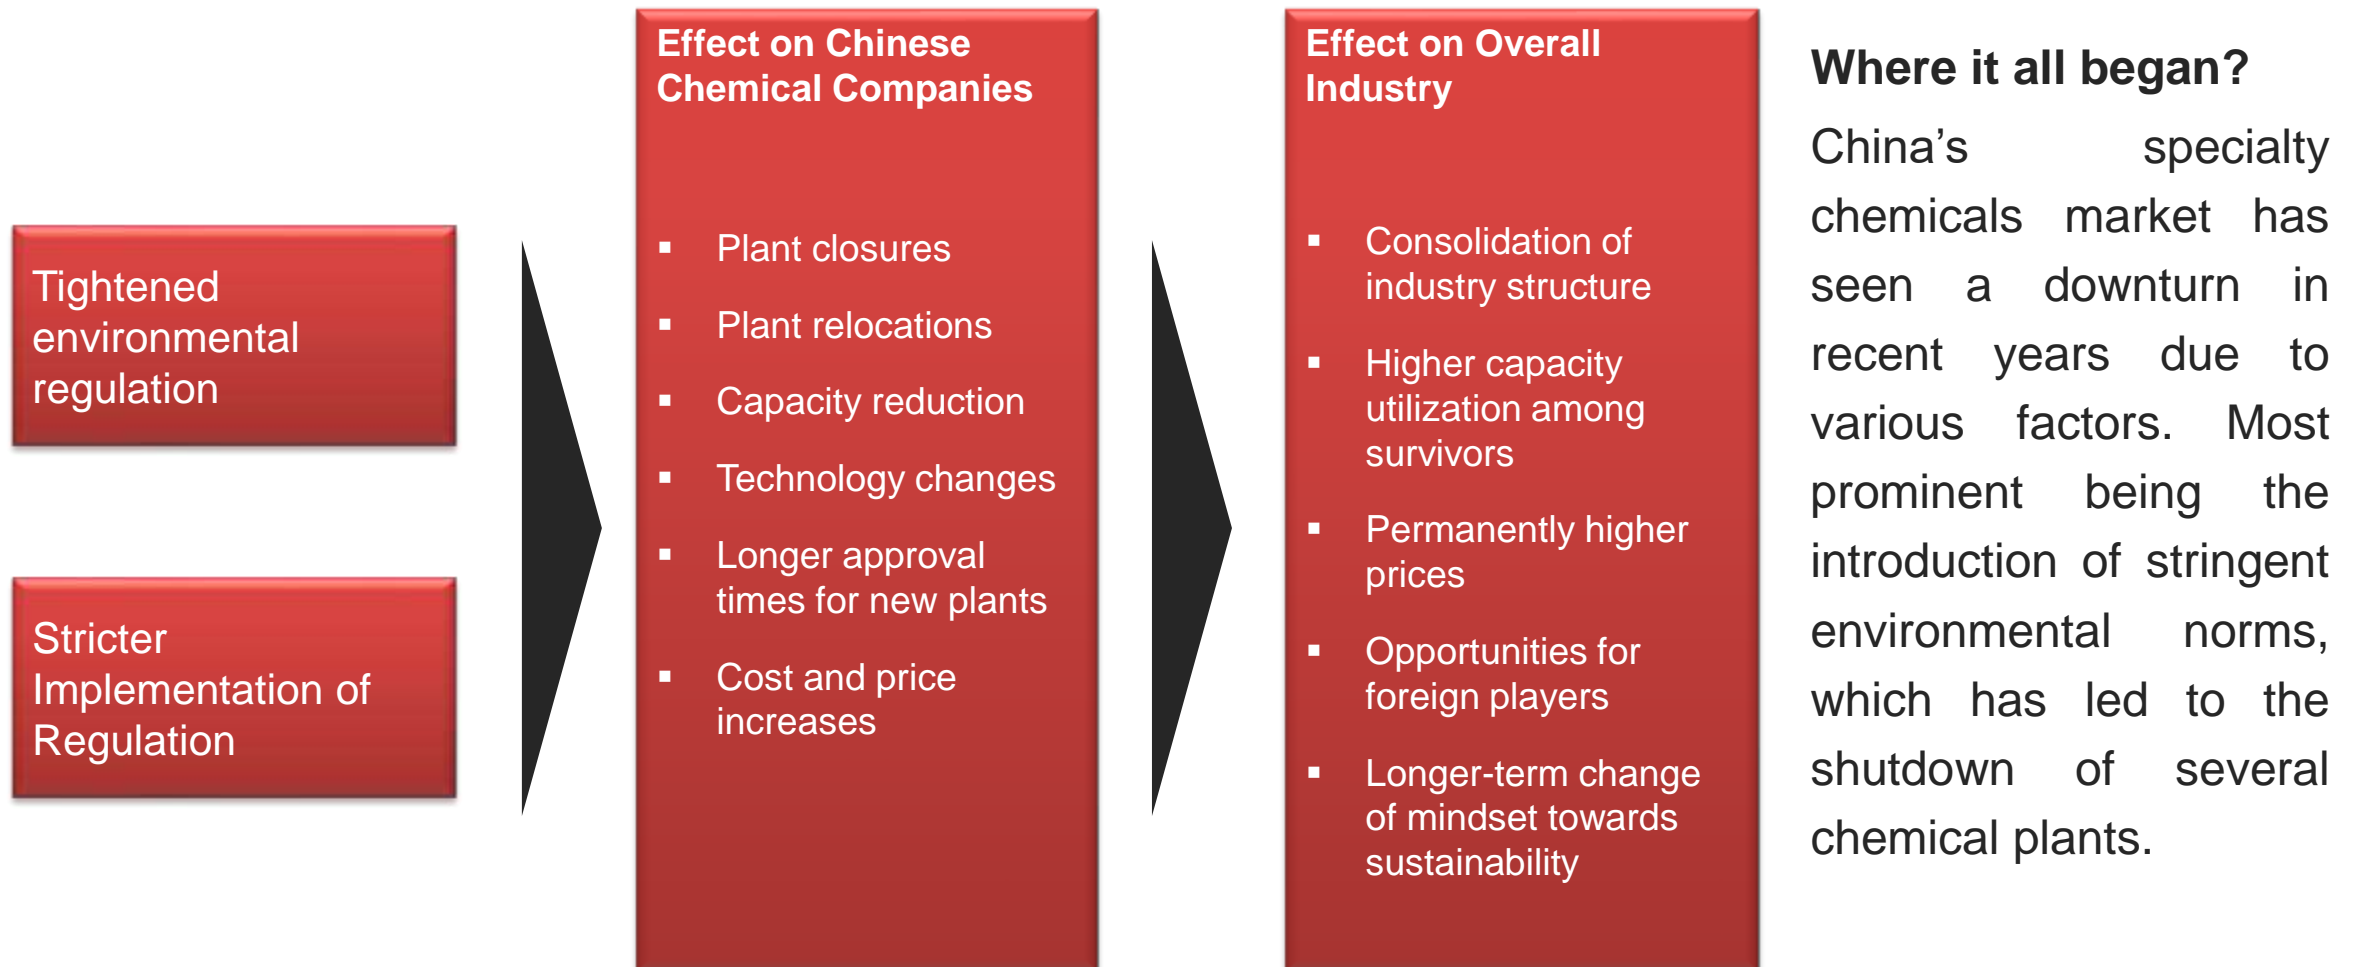 Tightened
environmental
regulation
Stricter
Implementation of
Regulation
Effect on Chinese
Chemical Companies
▪ Plant closures
▪ Plant relocations
▪ Capacity reduction
▪ Technology changes
▪ Longer approval
times for new plants
▪ Cost and price
increases
Effect on Overall
Industry
▪ Consolidation of
industry structure
▪ Higher capacity
utilization among
survivors
▪ Permanently higher
prices
▪ Opportunities for
foreign players
▪ Longer-term change
of mindset towards
sustainability
Where it all began?
China’s specialty
chemicals market has
seen a downturn in
recent years due to
various factors. Most
prominent being the
introduction of stringent
environmental norms,
which has led to the
shutdown of several
chemical plants.